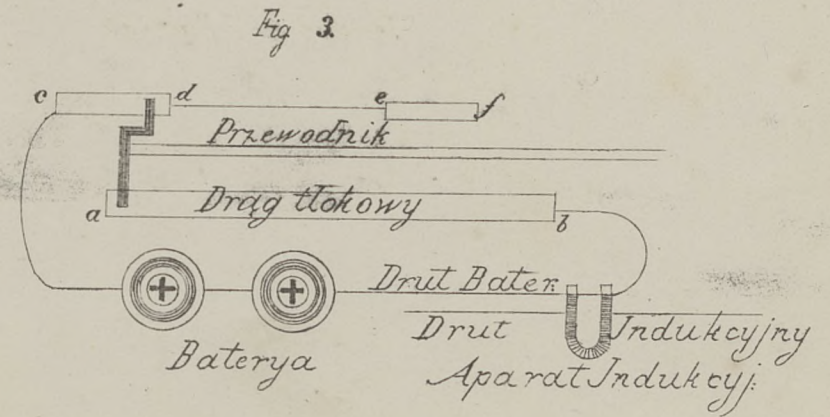 Fig 3.
c d e f
Przewodnik
a Drąg tłokowy b
Drut Bater.
Drut Indukcyjny
Baterya
Aparat Indukcyj: